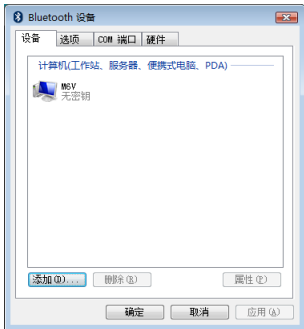 Bluetooth 设备
设备 选项 COM 端口 硬件
计算机(工作站、服务器、便携式电脑、PDA)
MGV
无密钥
添加(D)... 删除(R) 属性(P)
确定 取消 应用(A)